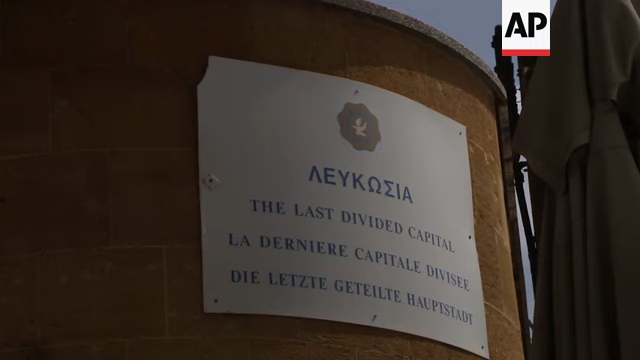 AP
ΛΕΥΚΩΣΙΑ
THE LAST DIVIDED CAPITAL
LA DERNIERE CAPITALE DIVISEE
DIE LETZTE GETEILTE HAUPTSTADT